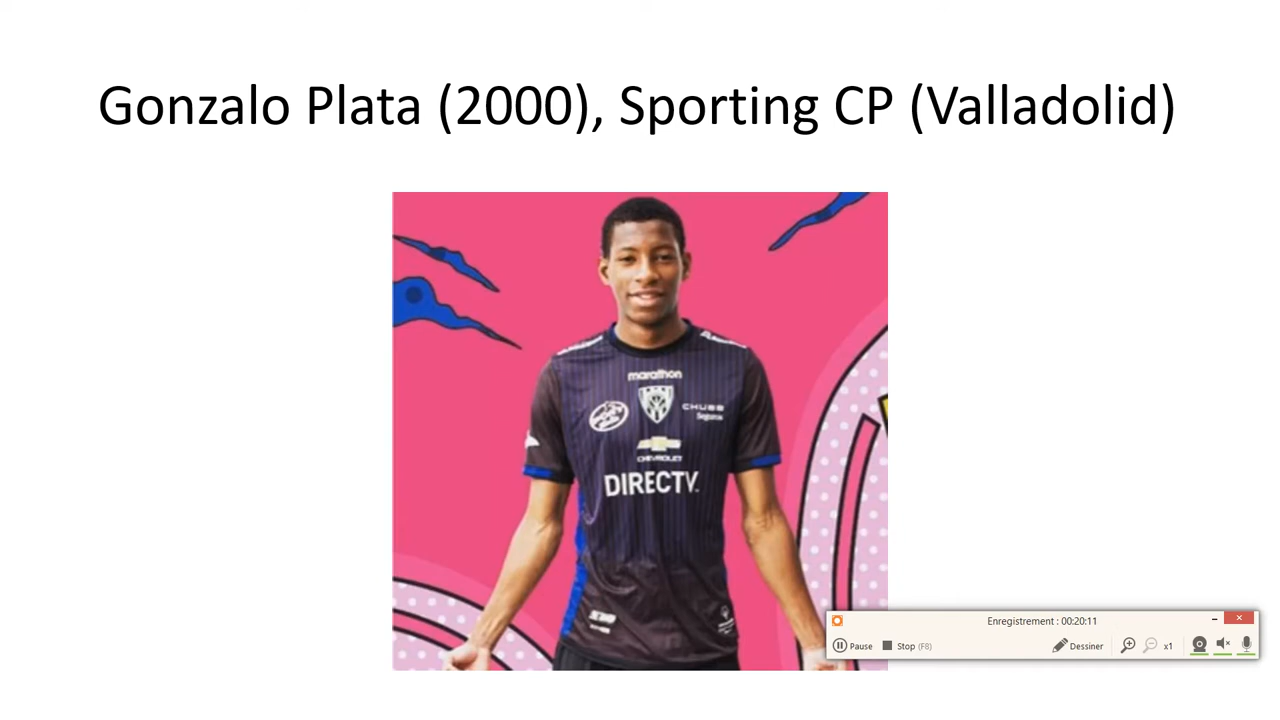 Gonzalo Plata (2000), Sporting CP (Valladolid)
marathon
CHUBB
Seguros
CHEVROLET
DIRECTV
Enregistrement : 00:20:11
Pause
Stop (F8)
Dessiner
x1